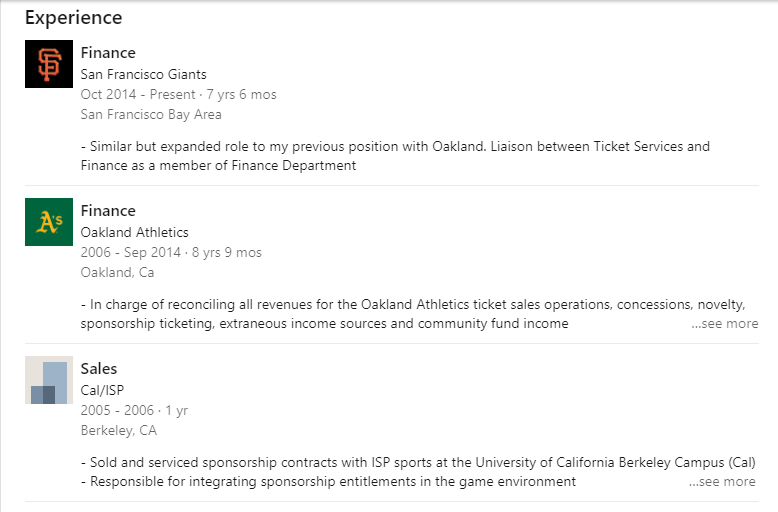 Experience
SF
Finance
San Francisco Giants
Oct 2014 - Present · 7 yrs 6 mos
San Francisco Bay Area
- Similar but expanded role to my previous position with Oakland. Liaison between Ticket Services and
Finance as a member of Finance Department
A's
Finance
Oakland Athletics
2006 - Sep 2014 · 8 yrs 9 mos
Oakland, Ca
- In charge of reconciling all revenues for the Oakland Athletics ticket sales operations, concessions, novelty,
sponsorship ticketing, extraneous income sources and community fund income ...see more
Sales
Cal/ISP
2005 - 2006 · 1 yr
Berkeley, CA
- Sold and serviced sponsorship contracts with ISP sports at the University of California Berkeley Campus (Cal)
- Responsible for integrating sponsorship entitlements in the game environment ...see more